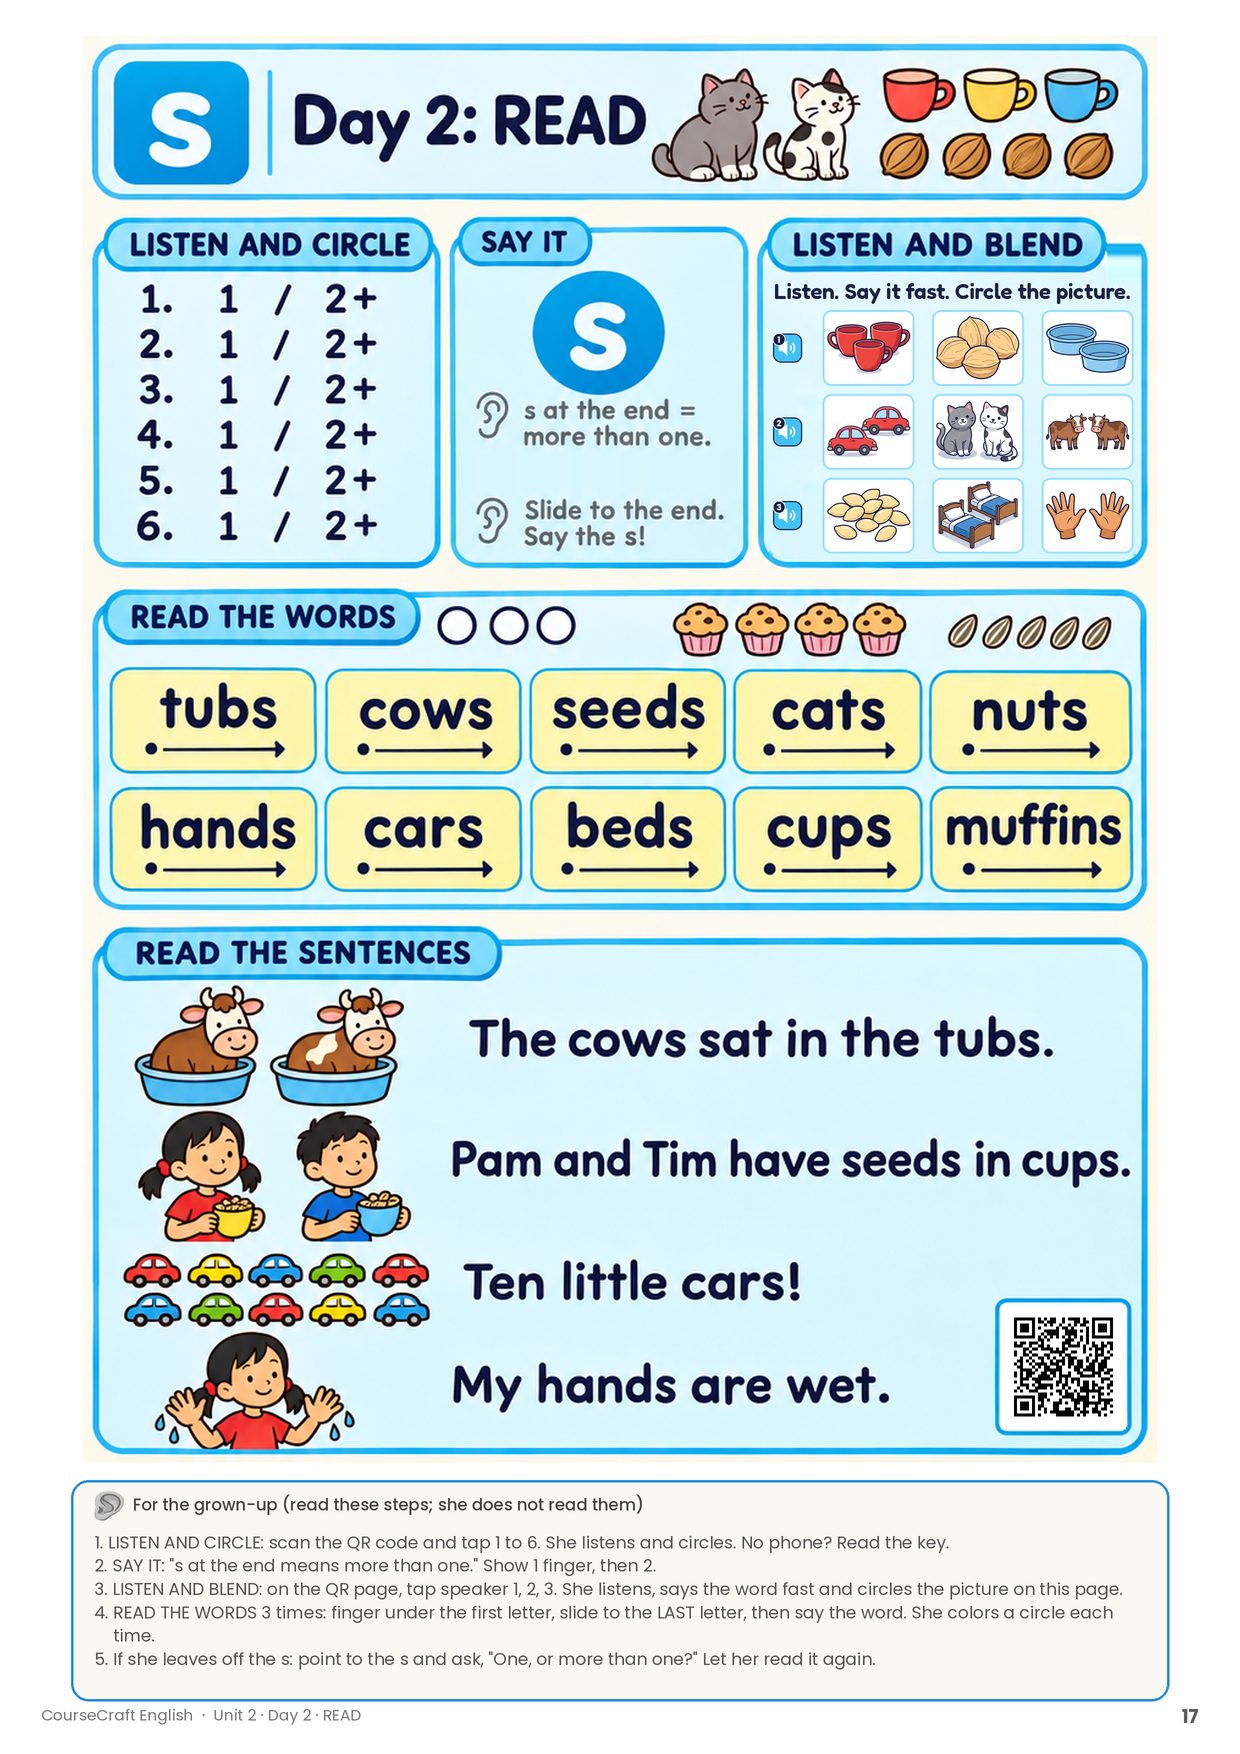 s
Day 2: READ
LISTEN AND CIRCLE
1. 1 / 2+
2. 1 / 2+
3. 1 / 2+
4. 1 / 2+
5. 1 / 2+
6. 1 / 2+
SAY IT
s
s at the end =
more than one.
Slide to the end.
Say the s!
LISTEN AND BLEND
Listen. Say it fast. Circle the picture.
1
2
3
READ THE WORDS
tubs cows seeds cats nuts
hands cars beds cups muffins
READ THE SENTENCES
The cows sat in the tubs.
Pam and Tim have seeds in cups.
Ten little cars!
My hands are wet.
For the grown-up (read these steps; she does not read them)
1. LISTEN AND CIRCLE: scan the QR code and tap 1 to 6. She listens and circles. No phone? Read the key.
2. SAY IT: "s at the end means more than one." Show 1 finger, then 2.
3. LISTEN AND BLEND: on the QR page, tap speaker 1, 2, 3. She listens, says the word fast and circles the picture on this page.
4. READ THE WORDS 3 times: finger under the first letter, slide to the LAST letter, then say the word. She colors a circle each
time.
5. If she leaves off the s: point to the s and ask, "One, or more than one?" Let her read it again.
CourseCraft English · Unit 2 · Day 2 · READ
17